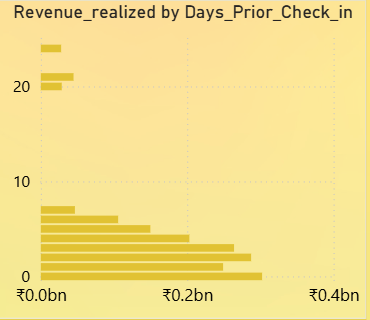 Revenue_realized by Days_Prior_Check_in
20
10
0
₹0.0bn ₹0.2bn ₹0.4bn